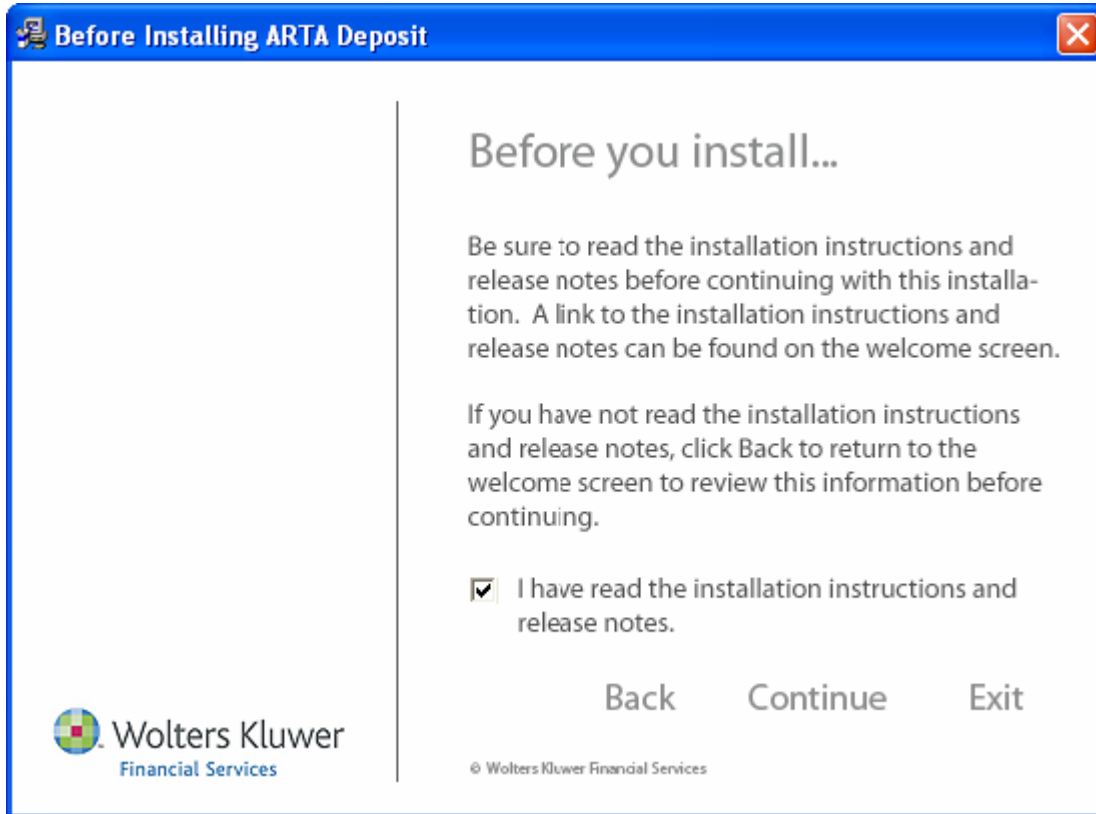 Before Installing ARTA Deposit
Before you install...
Be sure to read the installation instructions and
release notes before continuing with this installa-
tion.  A link to the installation instructions and
release notes can be found on the welcome screen.
If you have not read the installation instructions
and release notes, click Back to return to the
welcome screen to review this information before
continuing.
I have read the installation instructions and
release notes.
Back Continue Exit
Wolters Kluwer
Financial Services
© Wolters Kluwer Financial Services